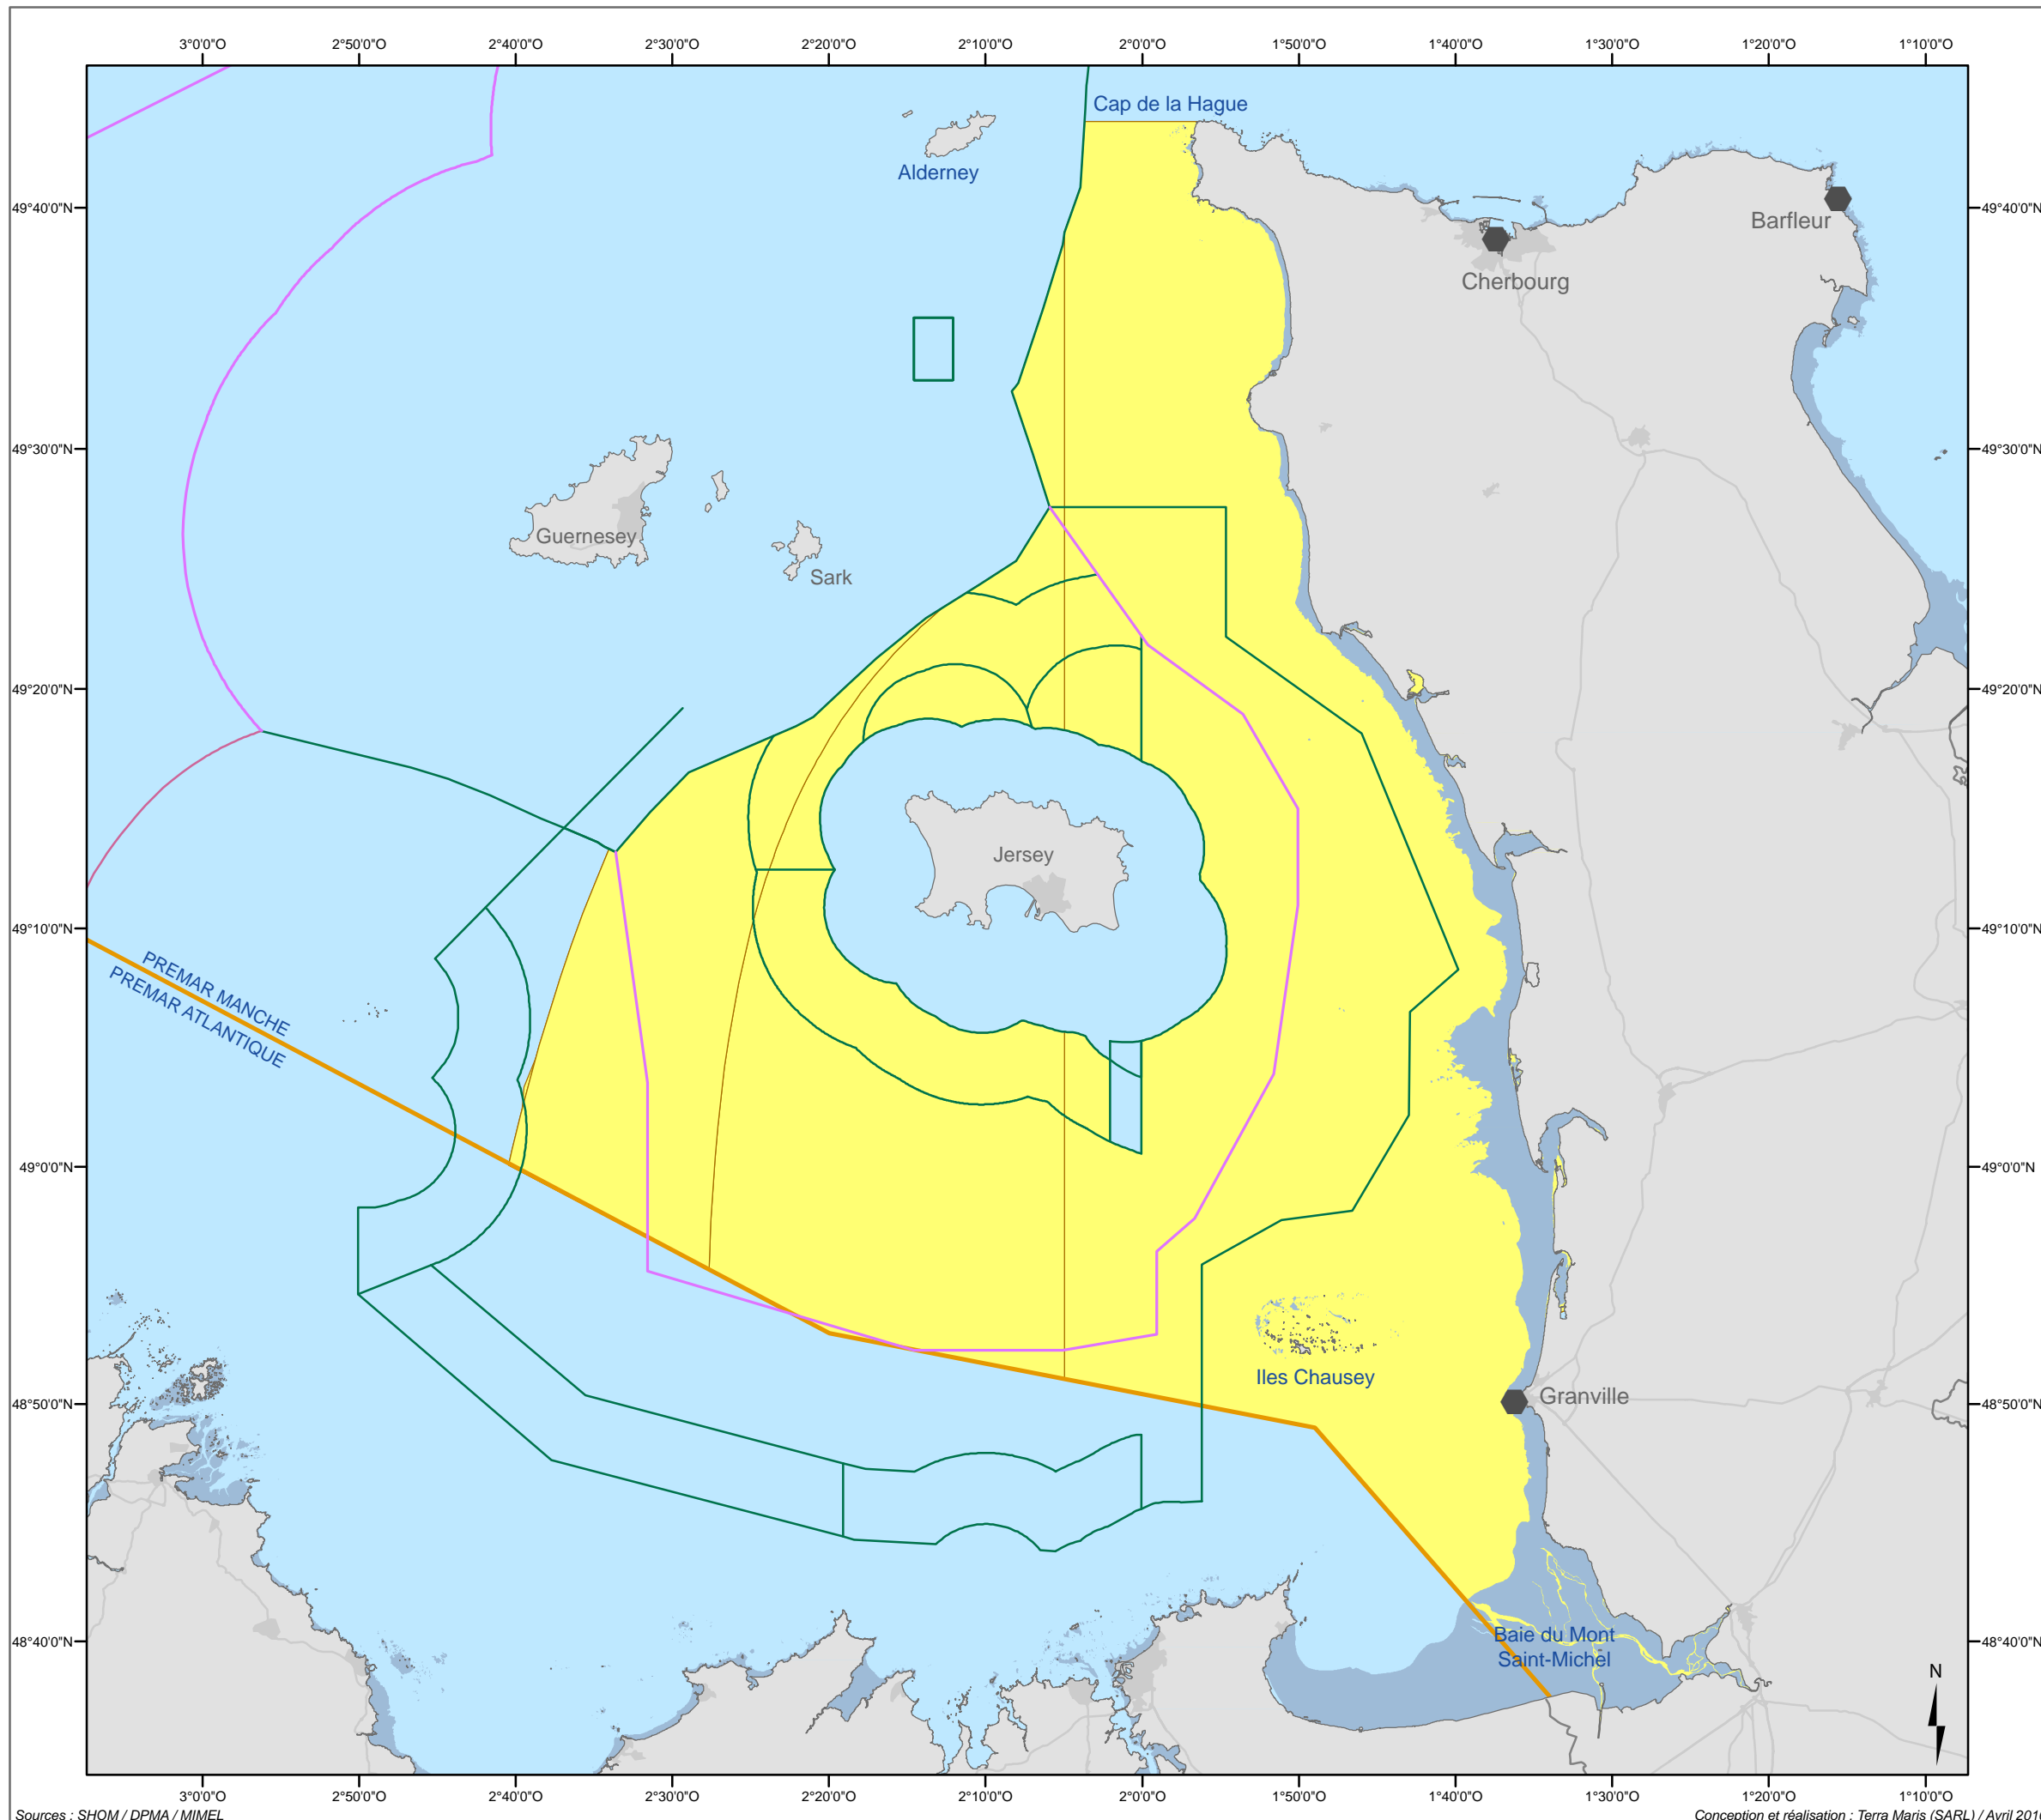 3°0'0"O 2°50'0"O 2°40'0"O 2°30'0"O 2°20'0"O 2°10'0"O 2°0'0"O 1°50'0"O 1°40'0"O 1°30'0"O 1°20'0"O 1°10'0"O
Cap de la Hague
Alderney
49°40'0"N 49°40'0"N
Barfleur
Cherbourg
49°30'0"N 49°30'0"N
Guernesey
Sark
49°20'0"N 49°20'0"N
Jersey
49°10'0"N 49°10'0"N
PREMAR MANCHE
PREMAR ATLANTIQUE
49°0'0"N 49°0'0"N
Iles Chausey
Granville
48°50'0"N 48°50'0"N
48°40'0"N 48°40'0"N
Baie du Mont
Saint-Michel
N
3°0'0"O 2°50'0"O 2°40'0"O 2°30'0"O 2°20'0"O 2°10'0"O 2°0'0"O 1°50'0"O 1°40'0"O 1°30'0"O 1°20'0"O 1°10'0"O
Sources : SHOM / DPMA / MIMEL
Conception et réalisation : Terra Maris (SARL) / Avril 2016